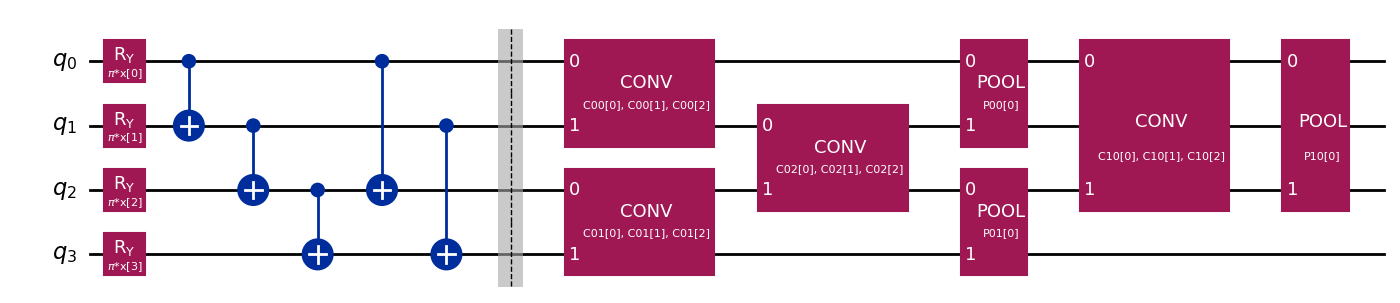 q0 RY 0 CONV 0 POOL 0 CONV 0 POOL
π*x[0] C00[0], C00[1], C00[2] P00[0] C10[0], C10[1], C10[2] P10[0]
q1 RY 1 0 CONV 1
π*x[1] C02[0], C02[1], C02[2]
q2 RY 0 CONV 1 0 POOL 1 1
π*x[2] C01[0], C01[1], C01[2] P01[0]
q3 RY 1 1
π*x[3]